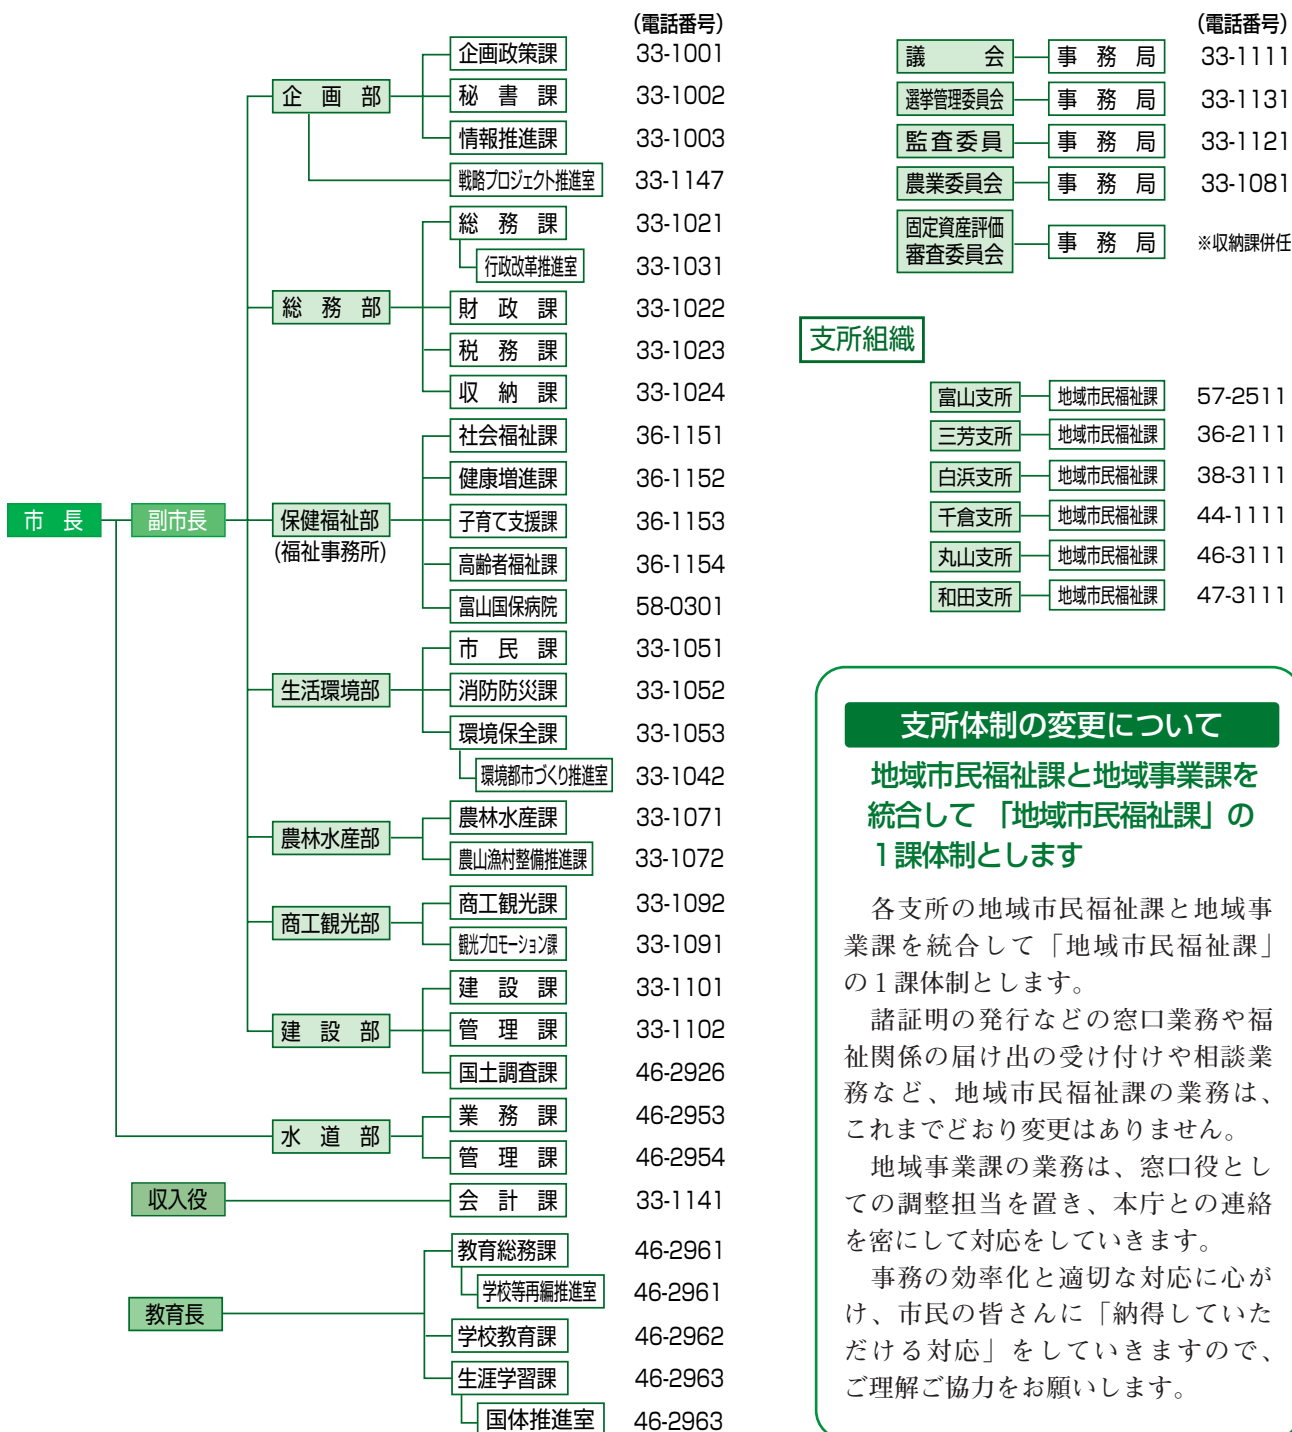 (電話番号)
企画部
企画政策課 33-1001
秘書課 33-1002
情報推進課 33-1003
戦略プロジェクト推進室 33-1147
総務部
総務課 33-1021
行政改革推進室 33-1031
財政課 33-1022
税務課 33-1023
収納課 33-1024
市長
副市長
保健福祉部
(福祉事務所)
社会福祉課 36-1151
健康増進課 36-1152
子育て支援課 36-1153
高齢者福祉課 36-1154
富山国保病院 58-0301
生活環境部
市民課 33-1051
消防防災課 33-1052
環境保全課 33-1053
環境都市づくり推進室 33-1042
農林水産部
農林水産課 33-1071
農山漁村整備推進課 33-1072
商工観光部
商工観光課 33-1092
観光プロモーション課 33-1091
建設部
建設課 33-1101
管理課 33-1102
国土調査課 46-2926
水道部
業務課 46-2953
管理課 46-2954
収入役
会計課 33-1141
教育長
教育総務課 46-2961
学校等再編推進室 46-2961
学校教育課 46-2962
生涯学習課 46-2963
国体推進室 46-2963
(電話番号)
議会 事務局 33-1111
選挙管理委員会 事務局 33-1131
監査委員 事務局 33-1121
農業委員会 事務局 33-1081
固定資産評価
審査委員会 事務局 ※収納課併任
支所組織
富山支所 地域市民福祉課 57-2511
三芳支所 地域市民福祉課 36-2111
白浜支所 地域市民福祉課 38-3111
千倉支所 地域市民福祉課 44-1111
丸山支所 地域市民福祉課 46-3111
和田支所 地域市民福祉課 47-3111
支所体制の変更について
地域市民福祉課と地域事業課を
統合して 「地域市民福祉課」の
1課体制とします
各支所の地域市民福祉課と地域事
業課を統合して「地域市民福祉課」
の1課体制とします。
諸証明の発行などの窓口業務や福
祉関係の届け出の受け付けや相談業
務など、地域市民福祉課の業務は、
これまでどおり変更はありません。
地域事業課の業務は、窓口役とし
ての調整担当を置き、本庁との連絡
を密にして対応をしていきます。
事務の効率化と適切な対応に心が
け、市民の皆さんに「納得していた
だける対応」をしていきますので、
ご理解ご協力をお願いします。